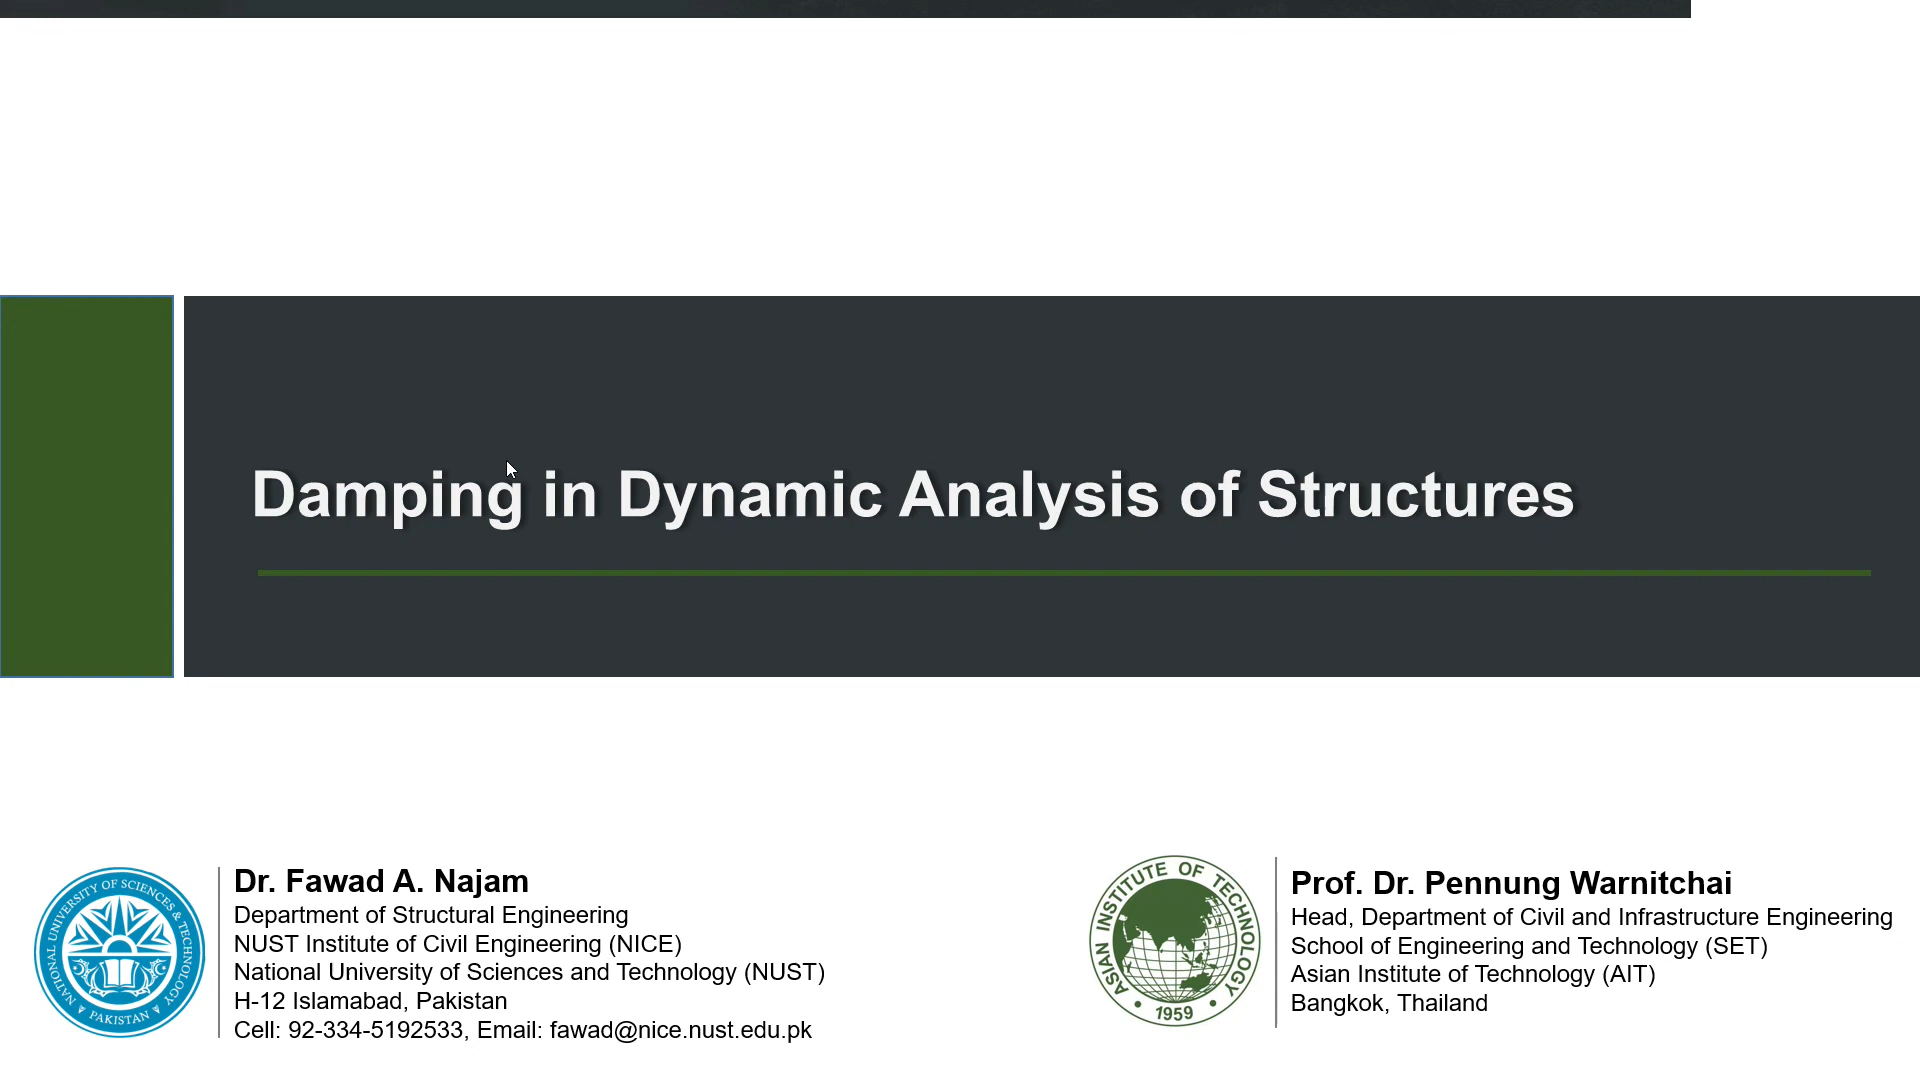 Damping in Dynamic Analysis of Structures
NATIONAL UNIVERSITY OF SCIENCES & TECHNOLOGY
PAKISTAN
Dr. Fawad A. Najam
Department of Structural Engineering
NUST Institute of Civil Engineering (NICE)
National University of Sciences and Technology (NUST)
H-12 Islamabad, Pakistan
Cell: 92-334-5192533, Email: fawad@nice.nust.edu.pk
ASIAN INSTITUTE OF TECHNOLOGY
1959
Prof. Dr. Pennung Warnitchai
Head, Department of Civil and Infrastructure Engineering
School of Engineering and Technology (SET)
Asian Institute of Technology (AIT)
Bangkok, Thailand